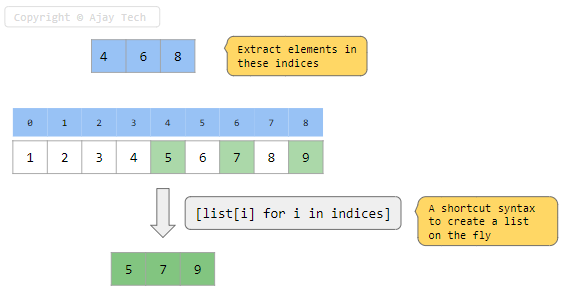 Copyright © Ajay Tech
4 6 8
Extract elements in
these indices
0 1 2 3 4 5 6 7 8
1 2 3 4 5 6 7 8 9
[list[i] for i in indices]
A shortcut syntax
to create a list
on the fly
5 7 9